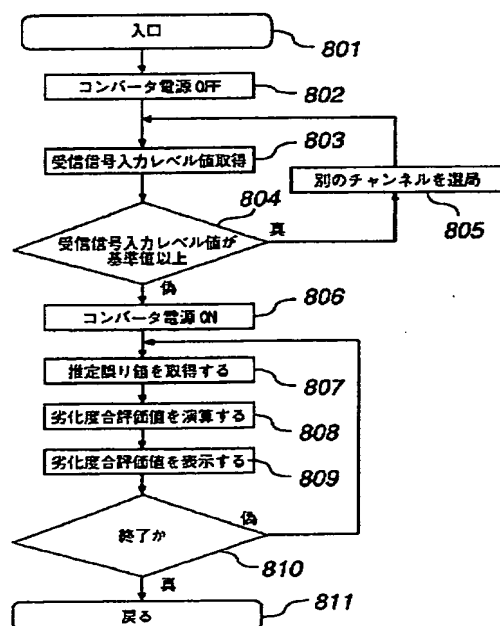 入口
801
コンバータ電源 OFF
802
803
受信信号入力レベル値取得
804
別のチャンネルを選局
805
受信信号入力レベル値が
基準値以上
真
偽
806
コンバータ電源 ON
推定誤り値を取得する
807
劣化度合評価値を演算する
808
劣化度合評価値を表示する
809
偽
終了か
810
真
戻る
811